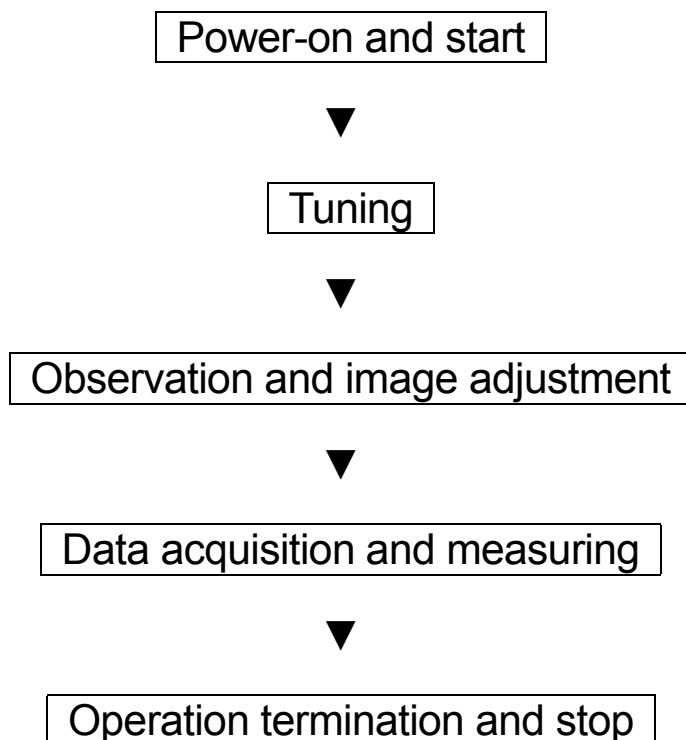 Power-on and start
Tuning
Observation and image adjustment
Data acquisition and measuring
Operation termination and stop